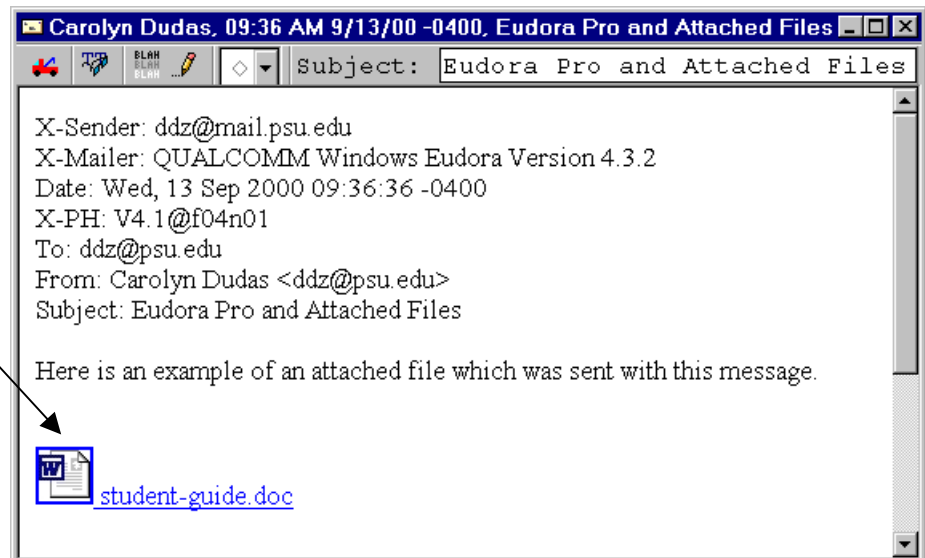 Carolyn Dudas, 09:36 AM 9/13/00 -0400, Eudora Pro and Attached Files
BLAH
BLAH
BLAH
Subject: Eudora Pro and Attached Files
X-Sender: ddz@mail.psu.edu
X-Mailer: QUALCOMM Windows Eudora Version 4.3.2
Date: Wed, 13 Sep 2000 09:36:36 -0400
X-PH: V4.1@f04n01
To: ddz@psu.edu
From: Carolyn Dudas <ddz@psu.edu>
Subject: Eudora Pro and Attached Files
Here is an example of an attached file which was sent with this message.
W
student-guide.doc